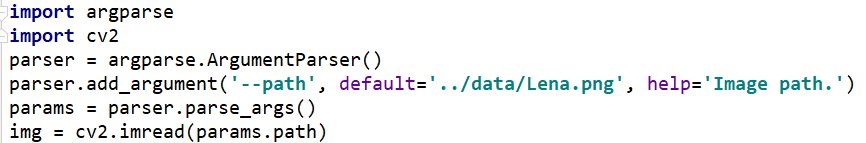 import argparse
import cv2
parser = argparse.ArgumentParser()
parser.add_argument('--path', default='../data/Lena.png', help='Image path.')
params = parser.parse_args()
img = cv2.imread(params.path)